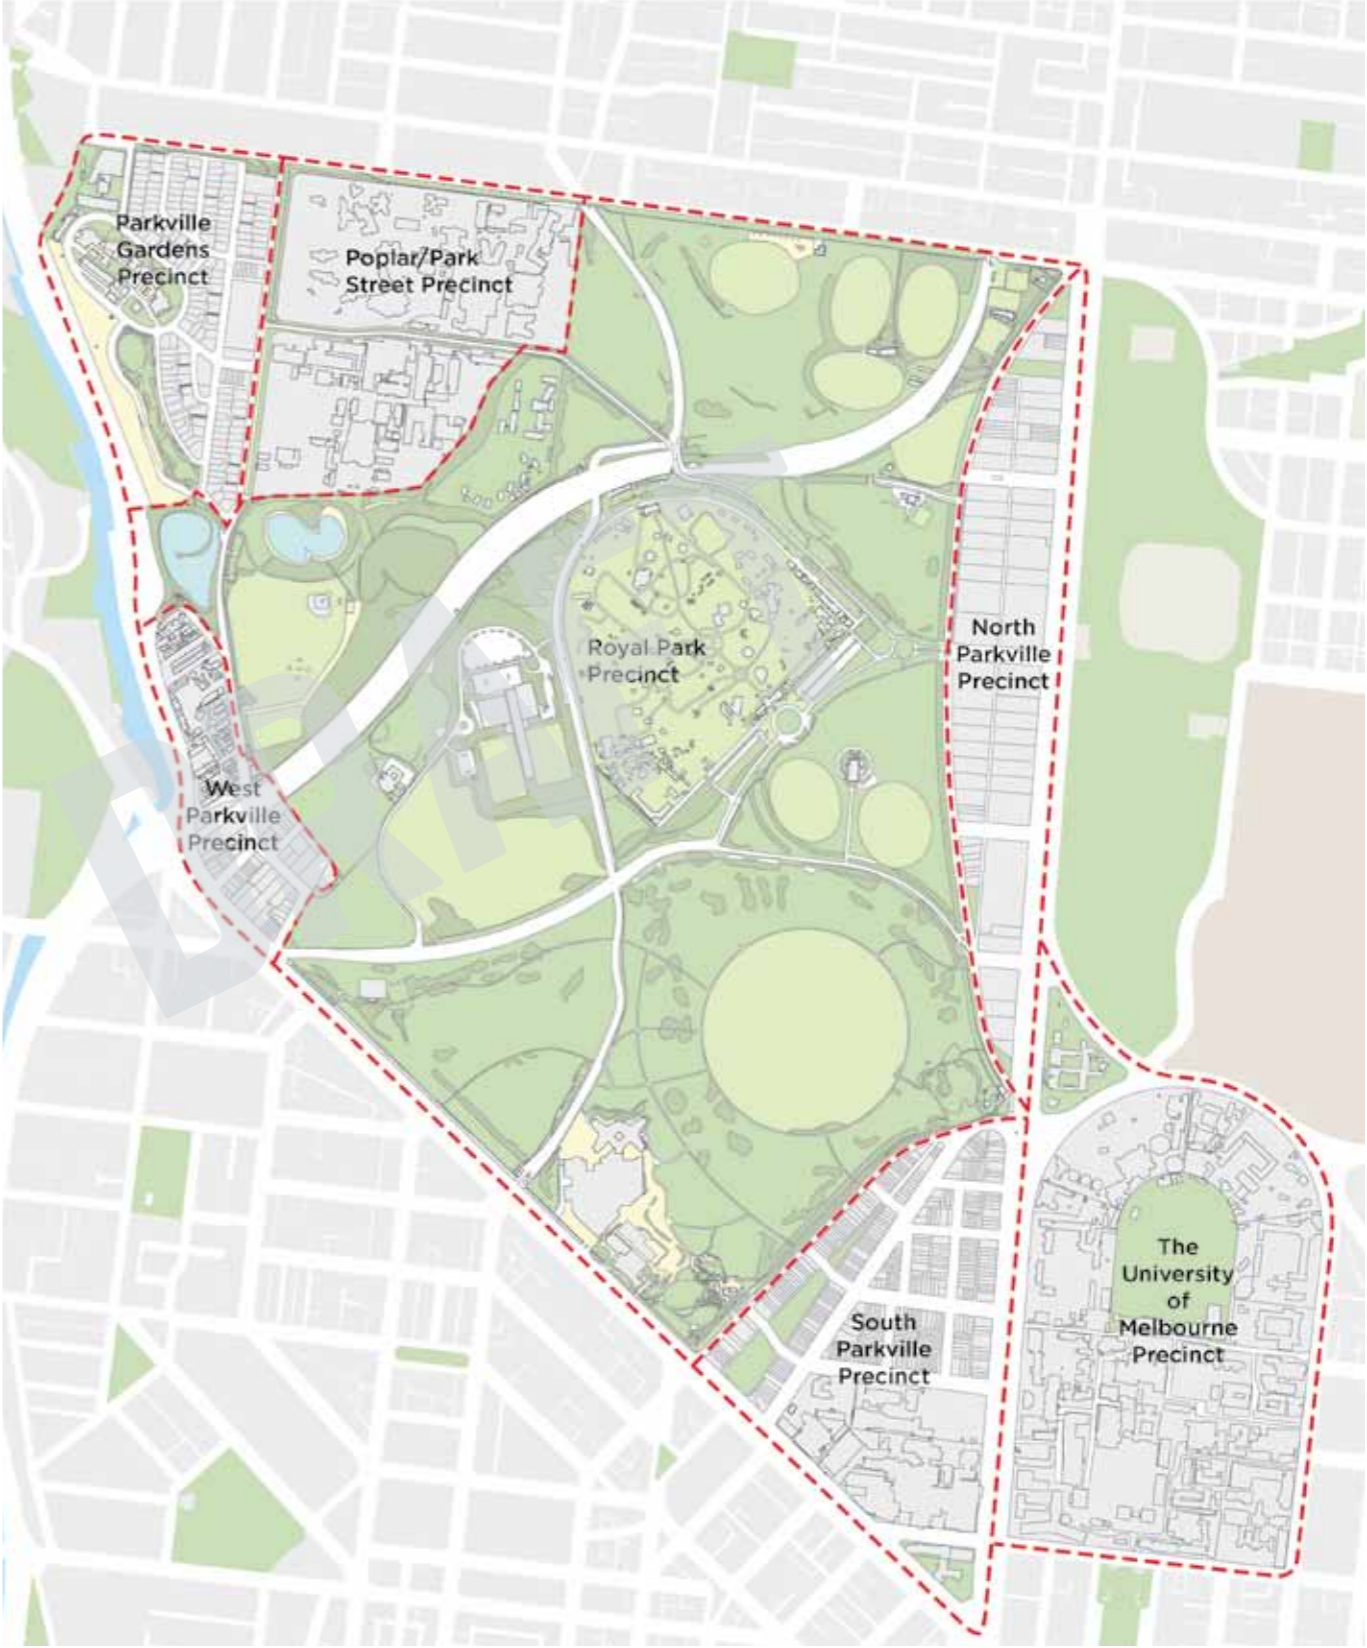 Parkville
Gardens
Precinct
Poplar/Park
Street Precinct
Royal Park
Precinct
North
Parkville
Precinct
West
Parkville
Precinct
The
University
of
Melbourne
Precinct
South
Parkville
Precinct
DRAFT